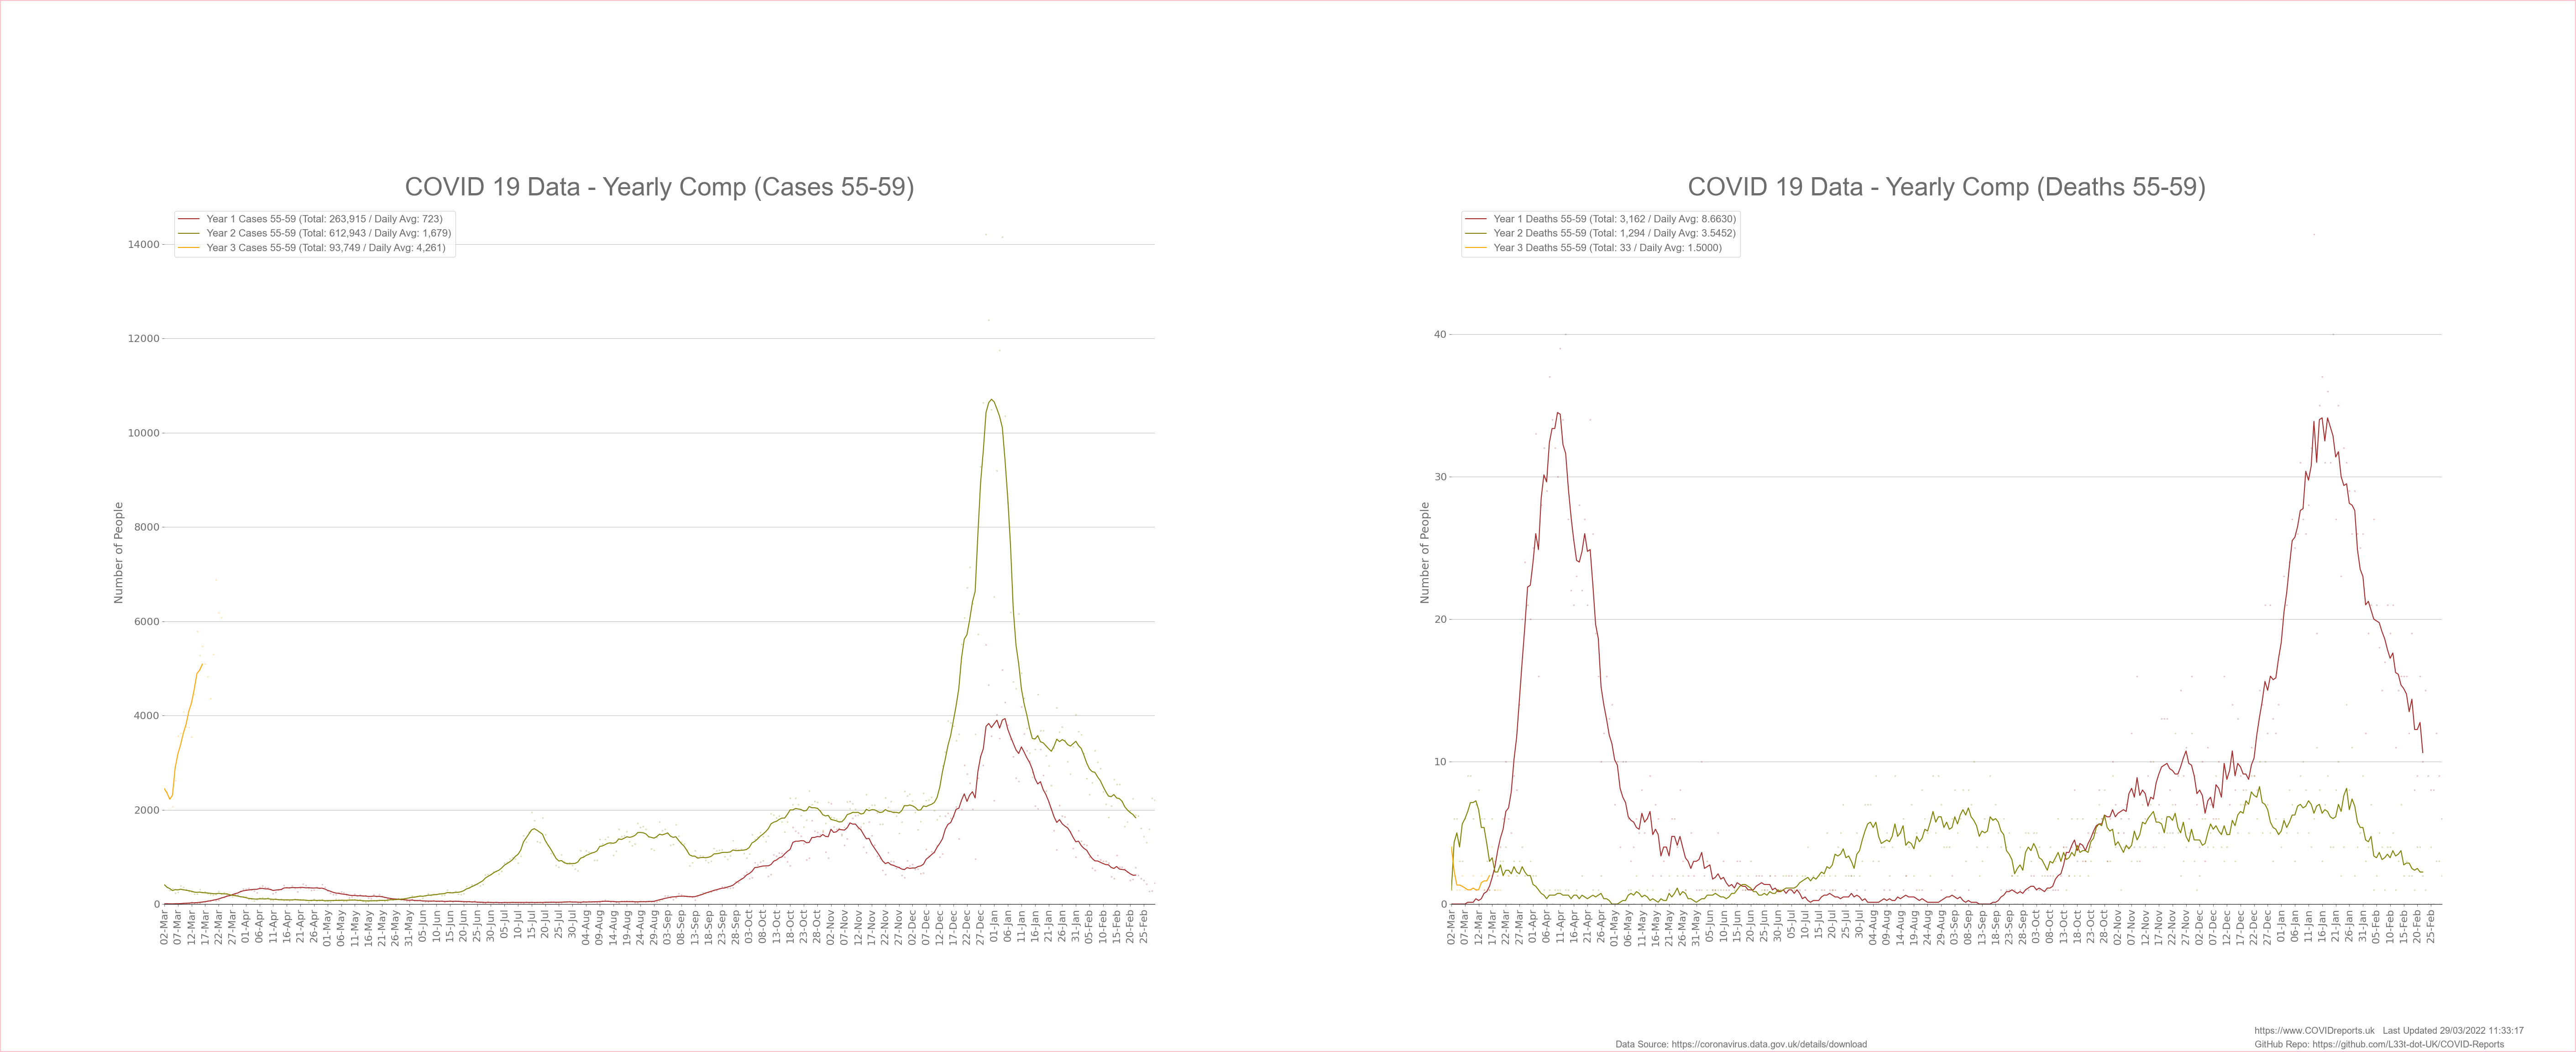 COVID 19 Data - Yearly Comp (Cases 55-59)
Year 1 Cases 55-59 (Total: 263,915 / Daily Avg: 723)
Year 2 Cases 55-59 (Total: 612,943 / Daily Avg: 1,679)
Year 3 Cases 55-59 (Total: 93,749 / Daily Avg: 4,261)
14000
12000
10000
8000
6000
4000
2000
0
Number of People
02-Mar 07-Mar 12-Mar 17-Mar 22-Mar 27-Mar 01-Apr 06-Apr 11-Apr 16-Apr 21-Apr 26-Apr 01-May 06-May 11-May 16-May 21-May 26-May 31-May 05-Jun 10-Jun 15-Jun 20-Jun 25-Jun 30-Jun 05-Jul 10-Jul 15-Jul 20-Jul 25-Jul 30-Jul 04-Aug 09-Aug 14-Aug 19-Aug 24-Aug 29-Aug 03-Sep 08-Sep 13-Sep 18-Sep 23-Sep 28-Sep 03-Oct 08-Oct 13-Oct 18-Oct 23-Oct 28-Oct 02-Nov 07-Nov 12-Nov 17-Nov 22-Nov 27-Nov 02-Dec 07-Dec 12-Dec 17-Dec 22-Dec 27-Dec 01-Jan 06-Jan 11-Jan 16-Jan 21-Jan 26-Jan 31-Jan 05-Feb 10-Feb 15-Feb 20-Feb 25-Feb
COVID 19 Data - Yearly Comp (Deaths 55-59)
Year 1 Deaths 55-59 (Total: 3,162 / Daily Avg: 8.6630)
Year 2 Deaths 55-59 (Total: 1,294 / Daily Avg: 3.5452)
Year 3 Deaths 55-59 (Total: 33 / Daily Avg: 1.5000)
40
30
20
10
0
Number of People
02-Mar 07-Mar 12-Mar 17-Mar 22-Mar 27-Mar 01-Apr 06-Apr 11-Apr 16-Apr 21-Apr 26-Apr 01-May 06-May 11-May 16-May 21-May 26-May 31-May 05-Jun 10-Jun 15-Jun 20-Jun 25-Jun 30-Jun 05-Jul 10-Jul 15-Jul 20-Jul 25-Jul 30-Jul 04-Aug 09-Aug 14-Aug 19-Aug 24-Aug 29-Aug 03-Sep 08-Sep 13-Sep 18-Sep 23-Sep 28-Sep 03-Oct 08-Oct 13-Oct 18-Oct 23-Oct 28-Oct 02-Nov 07-Nov 12-Nov 17-Nov 22-Nov 27-Nov 02-Dec 07-Dec 12-Dec 17-Dec 22-Dec 27-Dec 01-Jan 06-Jan 11-Jan 16-Jan 21-Jan 26-Jan 31-Jan 05-Feb 10-Feb 15-Feb 20-Feb 25-Feb
https://www.COVIDreports.uk Last Updated 29/03/2022 11:33:17
Data Source: https://coronavirus.data.gov.uk/details/download
GitHub Repo: https://github.com/L33t-dot-UK/COVID-Reports